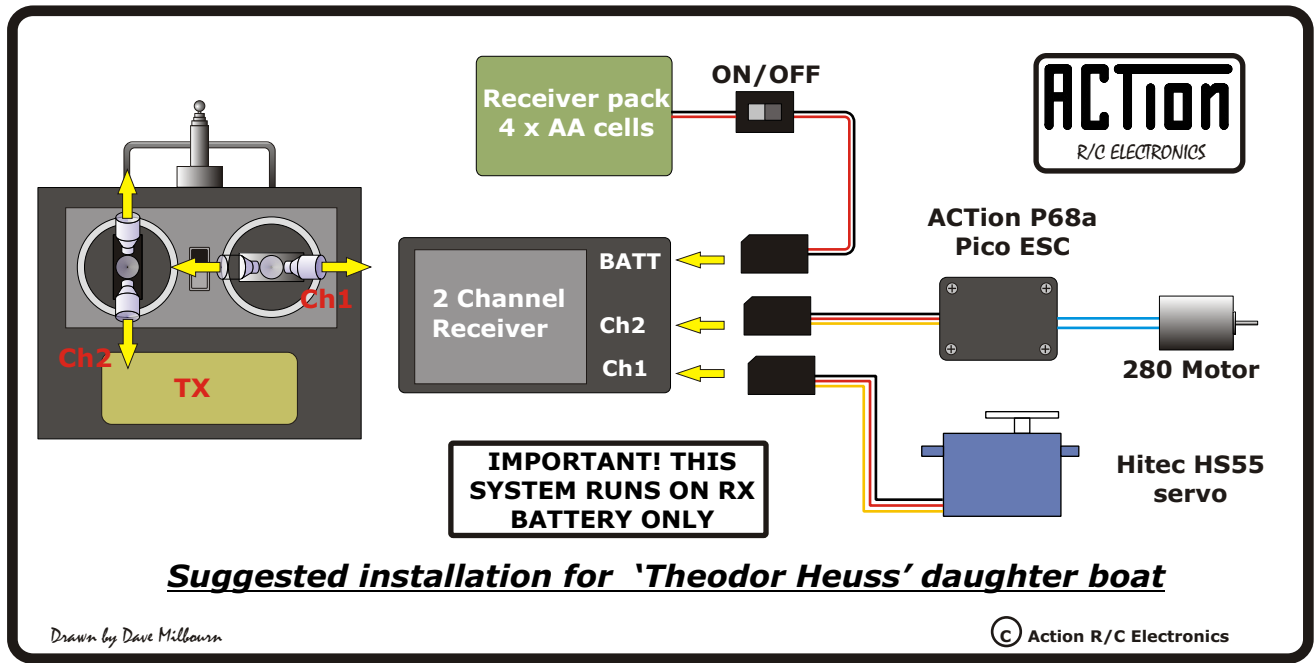 Receiver pack
4 x AA cells
ON/OFF
ACTion
R/C ELECTRONICS
Ch1
Ch2
TX
2 Channel
Receiver
BATT
Ch2
Ch1
ACTion P68a
Pico ESC
280 Motor
Hitec HS55
servo
IMPORTANT! THIS
SYSTEM RUNS ON RX
BATTERY ONLY
Suggested installation for ‘Theodor Heuss’ daughter boat
Drawn by Dave Milbourn
© Action R/C Electronics